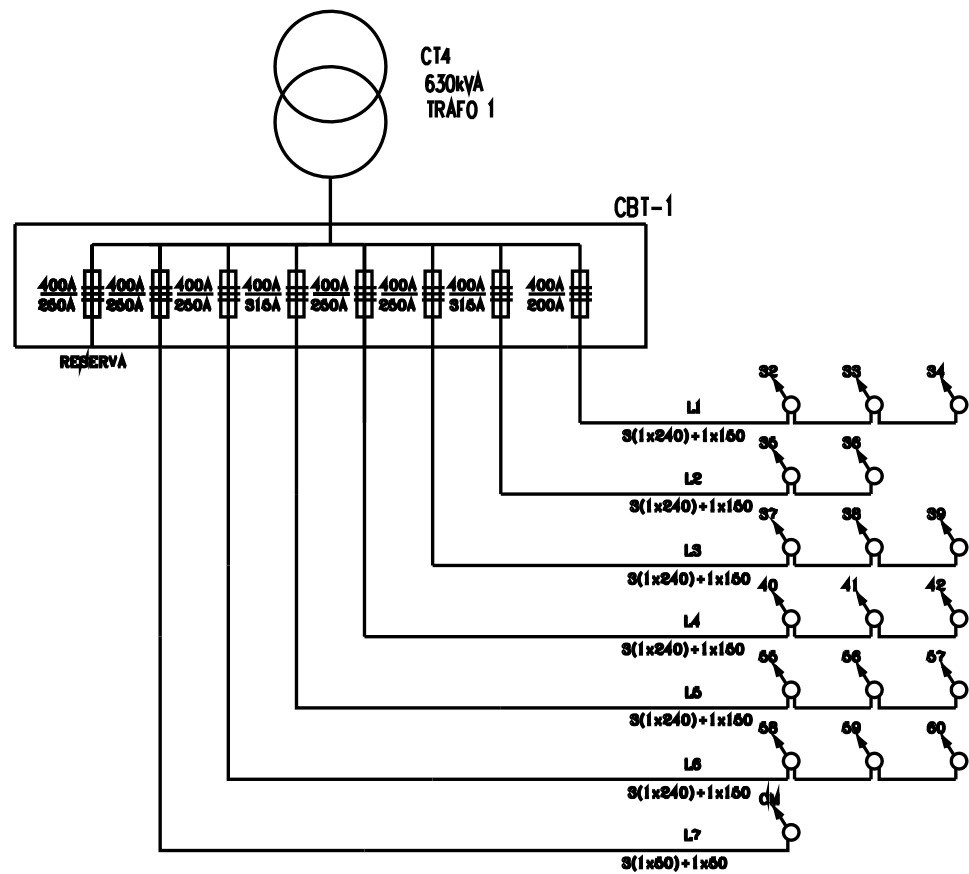 CT4
630kVA
TRAFO 1
CBT-1
400A 400A 400A 400A 400A 400A 400A 400A
250A 250A 250A 315A 250A 250A 315A 200A
RESERVA
32 33 34
L1
3(1x240)+1x150
35 36
L2
3(1x240)+1x150
37 38 39
L3
3(1x240)+1x150
40 41 42
L4
3(1x240)+1x150
55 56 57
L5
3(1x240)+1x150
58 59 60
L6
3(1x240)+1x150
CM
L7
3(1x50)+1x50